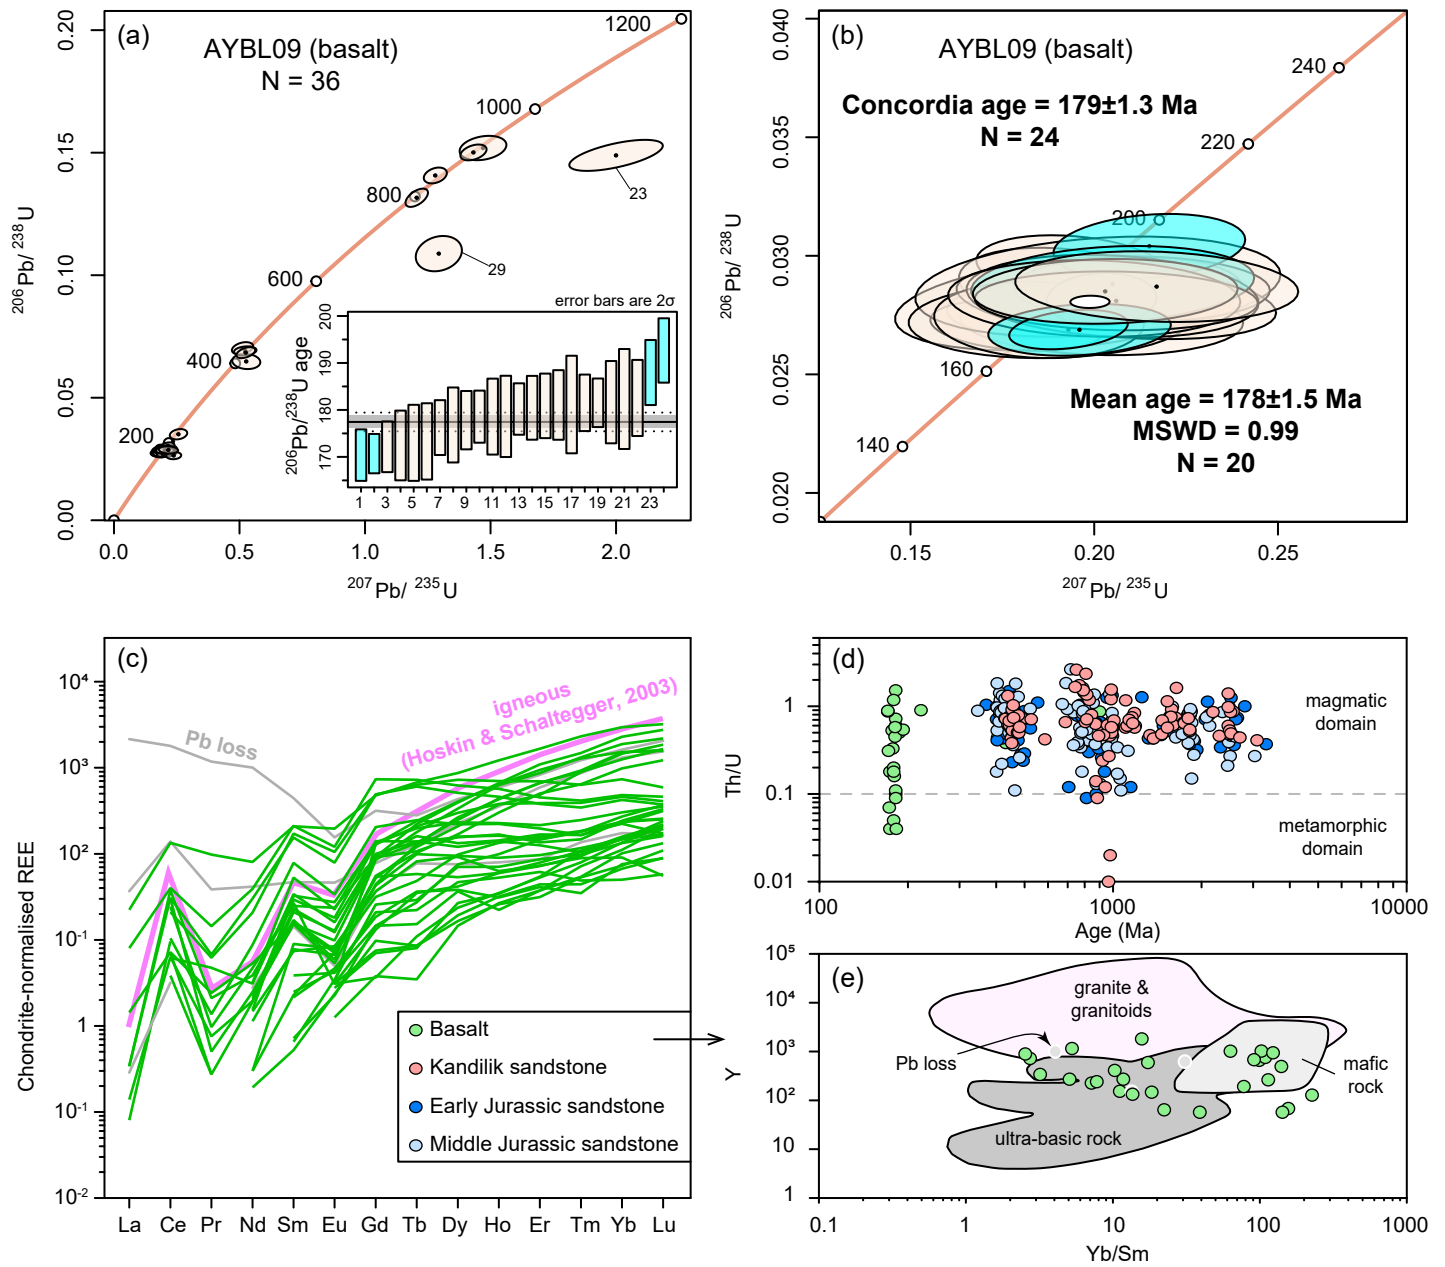 (a)
AYBL09 (basalt)
N = 36
1200
1000
800
600
400
200
23
29
error bars are 2σ
0.20
0.15
0.10
0.05
0.00
206Pb/ 238U
0.0
0.5
1.0
1.5
2.0
207Pb/ 235U
200
190
180
170
206Pb/238U age
1
3
5
7
9
11
13
15
17
19
21
23
(b)
AYBL09 (basalt)
Concordia age = 179±1.3 Ma
N = 24
240
220
200
160
140
Mean age = 178±1.5 Ma
MSWD = 0.99
N = 20
0.040
0.035
0.030
0.025
0.020
206Pb/ 238U
0.15
0.20
0.25
207Pb/ 235U
(c)
igneous
(Hoskin & Schaltegger, 2003)
Pb loss
10⁴
10³
10²
10⁻¹
1
10⁻¹
10⁻²
Chondrite-normalised REE
La Ce Pr Nd Sm Eu Gd Tb Dy Ho Er Tm Yb Lu
Basalt
Kandilik sandstone
Early Jurassic sandstone
Middle Jurassic sandstone
(d)
magmatic
domain
metamorphic
domain
1
0.1
0.01
Th/U
100
1000
10000
Age (Ma)
(e)
granite &
granitoids
Pb loss
mafic
rock
ultra-basic rock
10⁵
10⁴
10³
10²
10
1
Y
0.1
1
10
100
1000
Yb/Sm